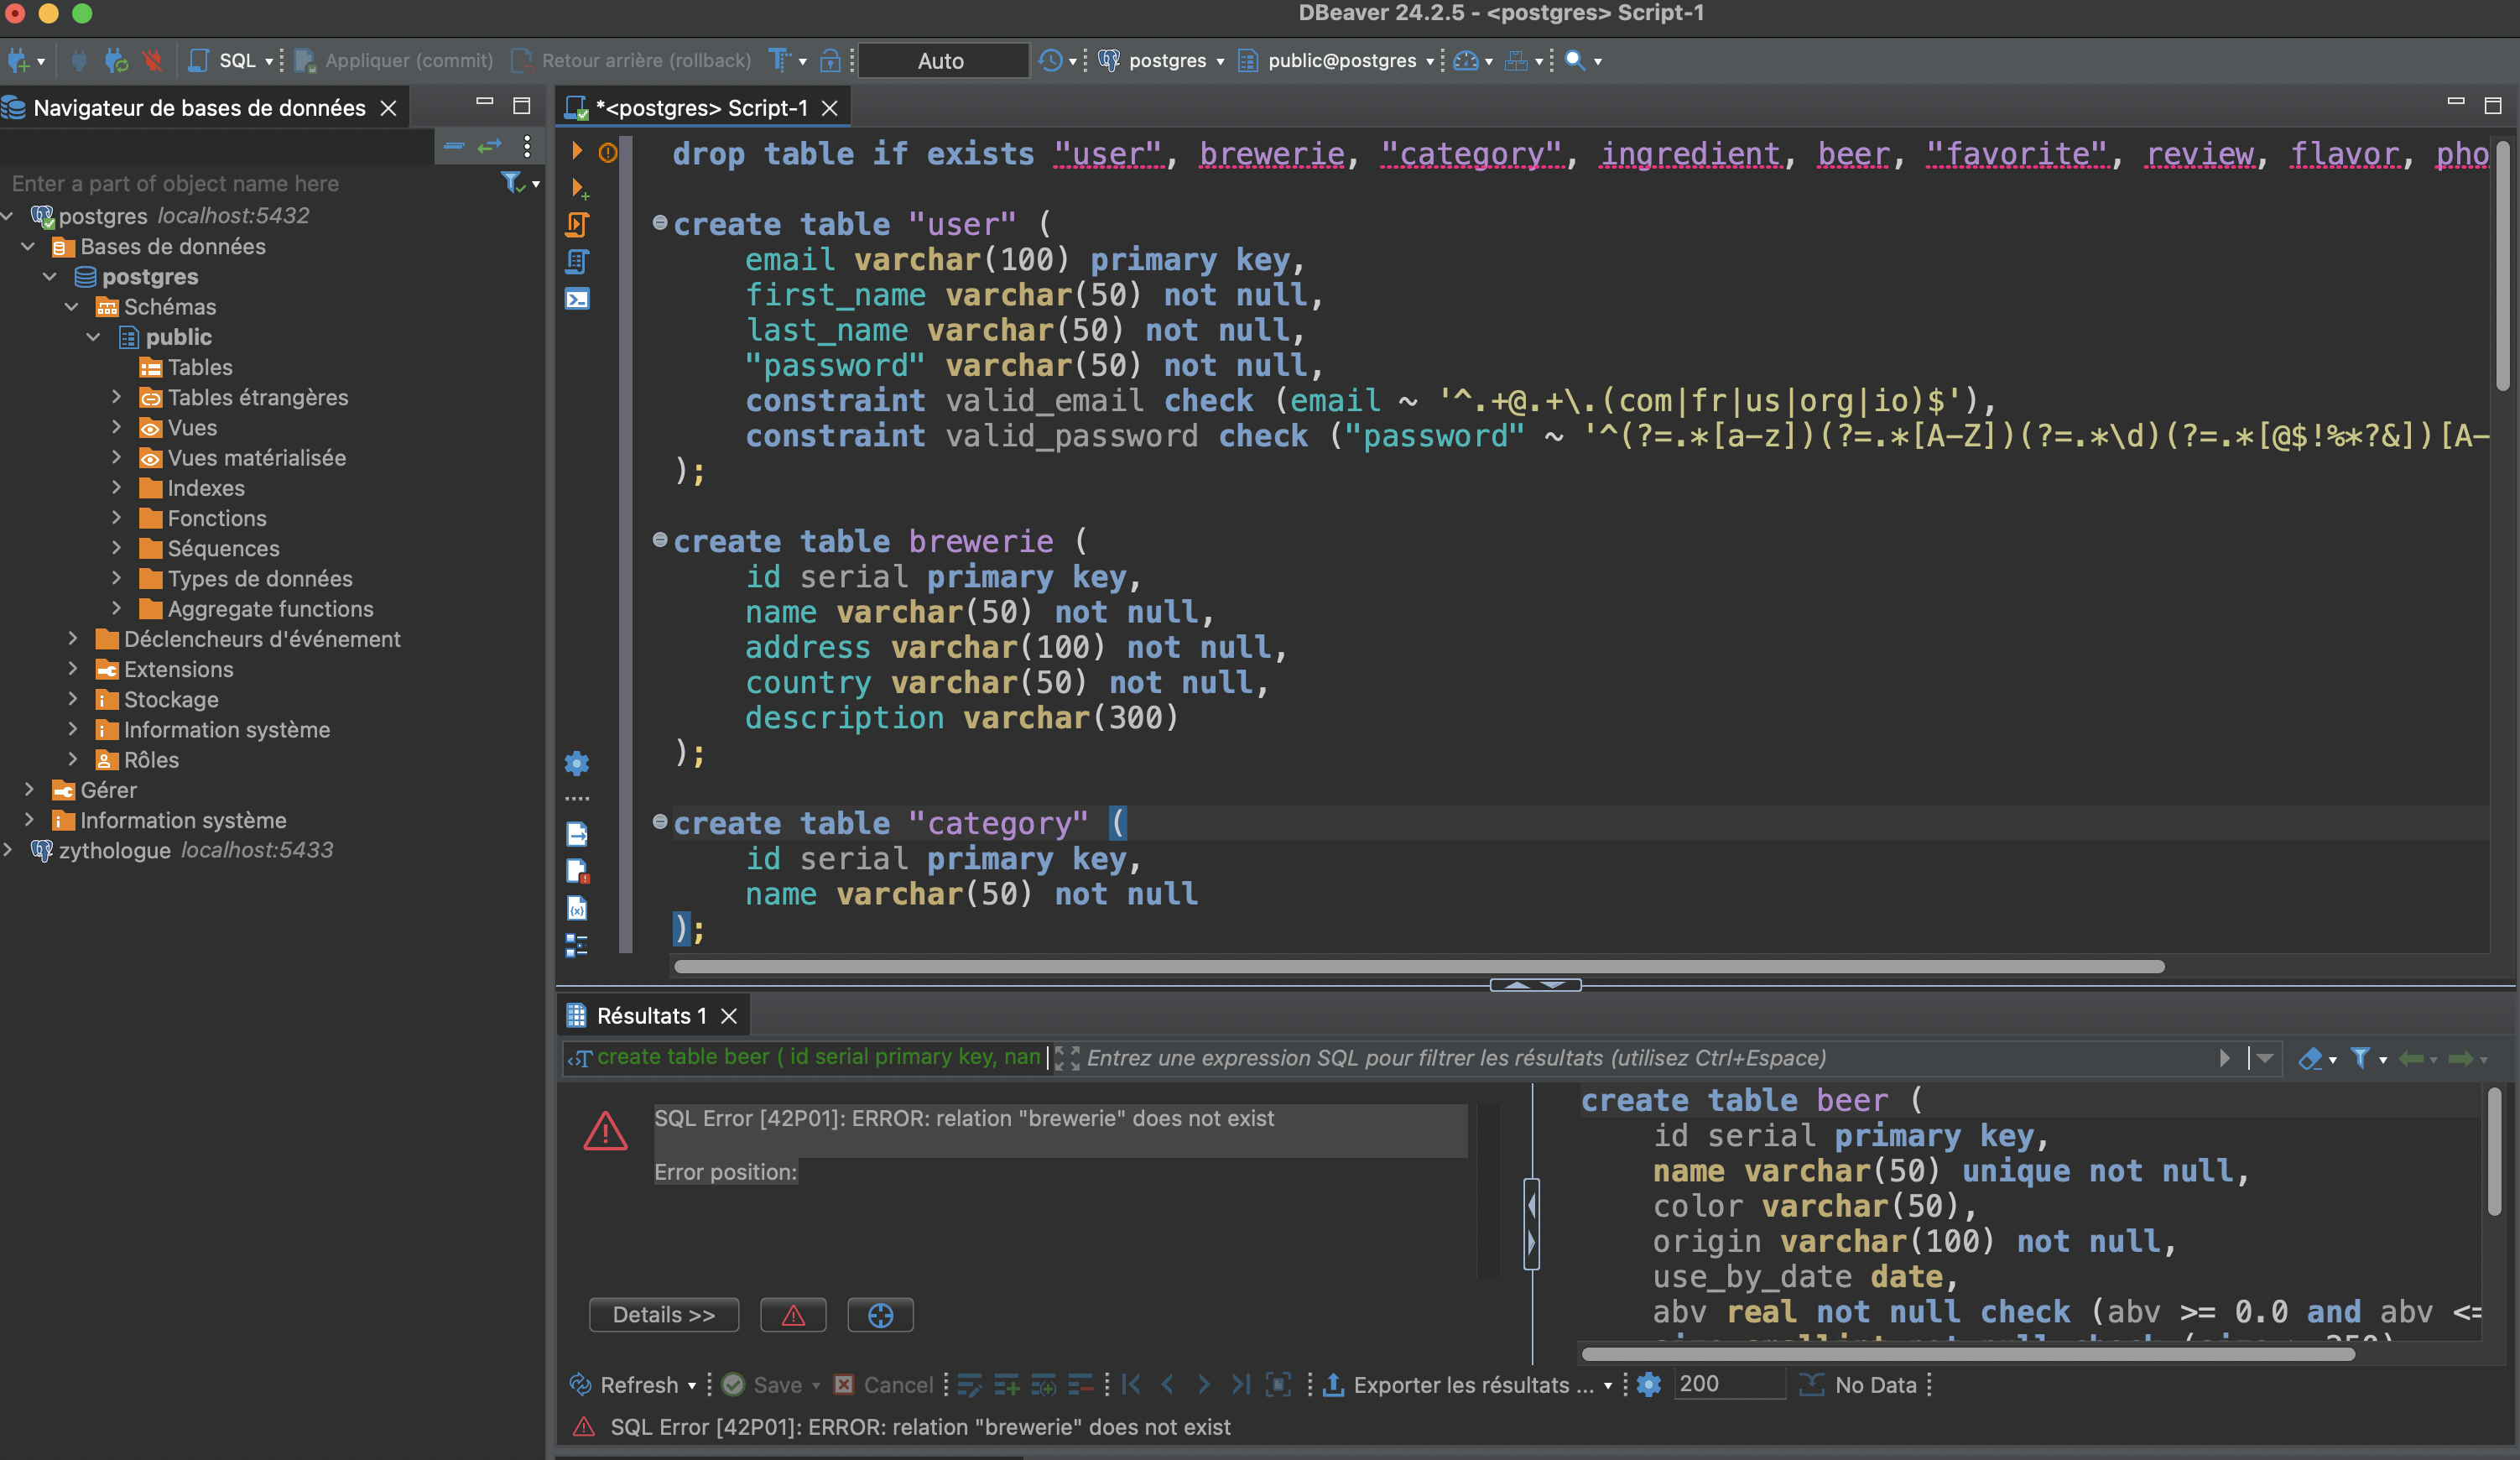 DBeaver 24.2.5 - <postgres> Script-1
SQL
Appliquer (commit)
Retour arrière (rollback)
Auto
postgres
public@postgres
Navigateur de bases de données
*<postgres> Script-1
Enter a part of object name here
postgres localhost:5432
Bases de données
postgres
Schémas
public
Tables
Tables étrangères
Vues
Vues matérialisée
Indexes
Fonctions
Séquences
Types de données
Aggregate functions
Déclencheurs d'événement
Extensions
Stockage
Information système
Rôles
Gérer
Information système
zythologue localhost:5433
drop table if exists "user", brewerie, "category", ingredient, beer, "favorite", review, flavor, pho
create table "user" (
email varchar(100) primary key,
first_name varchar(50) not null,
last_name varchar(50) not null,
"password" varchar(50) not null,
constraint valid_email check (email ~ '^.+@.+\.(com|fr|us|org|io)$'),
constraint valid_password check ("password" ~ '^(?=.*[a-z])(?=.*[A-Z])(?=.*\d)(?=.*[@$!%*?&])[A-
);
create table brewerie (
id serial primary key,
name varchar(50) not null,
address varchar(100) not null,
country varchar(50) not null,
description varchar(300)
);
create table "category" (
id serial primary key,
name varchar(50) not null
);
Résultats 1
create table beer ( id serial primary key, nam
Entrez une expression SQL pour filtrer les résultats (utilisez Ctrl+Espace)
SQL Error [42P01]: ERROR: relation "brewerie" does not exist
Error position:
Details >>
create table beer (
id serial primary key,
name varchar(50) unique not null,
color varchar(50),
origin varchar(100) not null,
use_by_date date,
abv real not null check (abv >= 0.0 and abv <=
Refresh
Save
Cancel
Exporter les résultats ...
200
No Data
SQL Error [42P01]: ERROR: relation "brewerie" does not exist